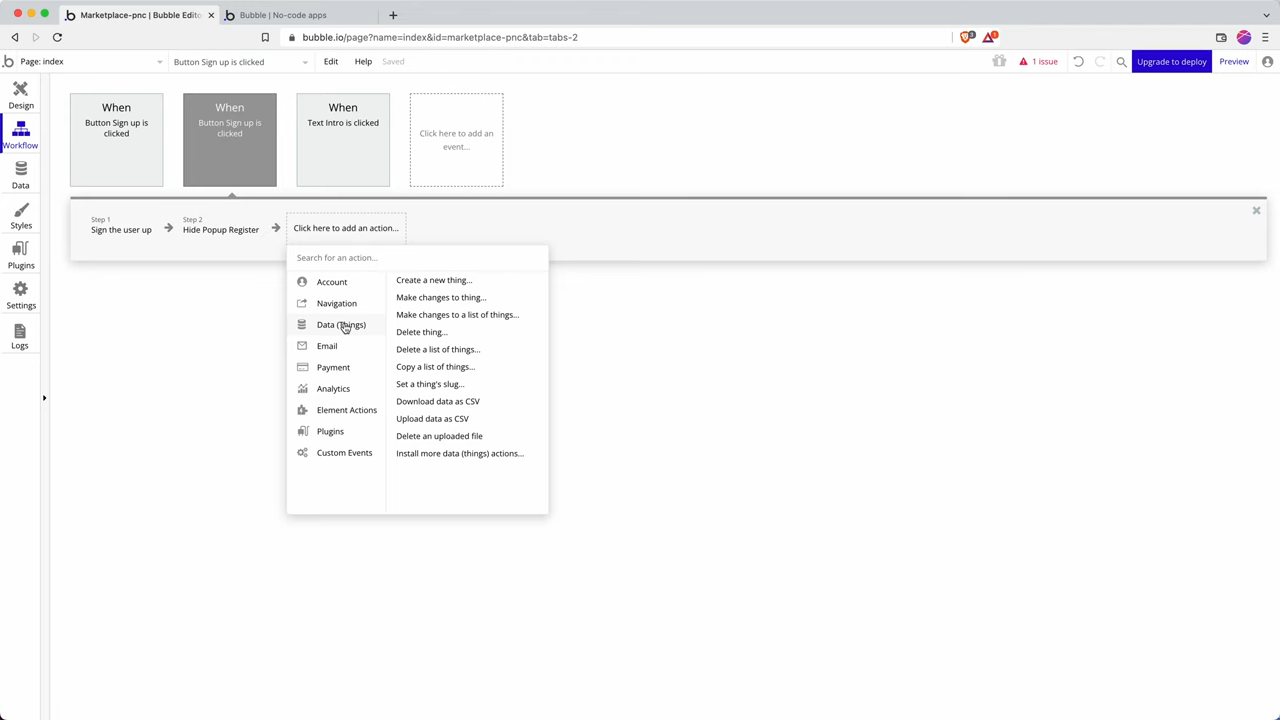 Marketplace-pnc | Bubble Edito
Bubble | No-code apps
bubble.io/page?name=index&id=marketplace-pnc&tab=tabs-2
Page: index
Button Sign up is clicked
Edit
Help
Saved
1 issue
Upgrade to deploy
Preview
Design
Workflow
Data
Styles
Plugins
Settings
Logs
When
Button Sign up is
clicked
When
Button Sign up is
clicked
When
Text Intro is clicked
Click here to add an
event...
Step 1
Sign the user up
Step 2
Hide Popup Register
Click here to add an action...
Search for an action...
Account
Navigation
Data (Things)
Email
Payment
Analytics
Element Actions
Plugins
Custom Events
Create a new thing...
Make changes to thing...
Make changes to a list of things...
Delete thing...
Delete a list of things...
Copy a list of things...
Set a thing's slug...
Download data as CSV
Upload data as CSV
Delete an uploaded file
Install more data (things) actions...